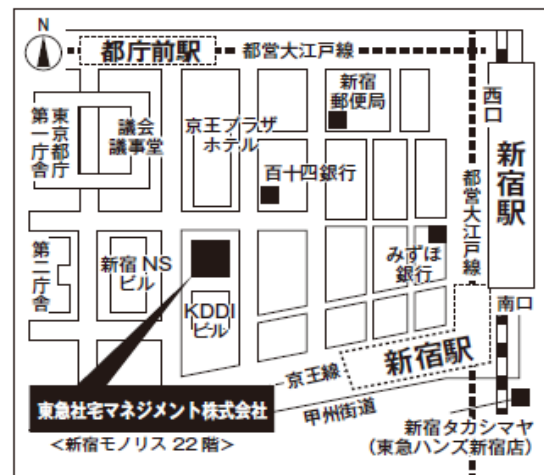 N
都庁前駅
都営大江戸線
新宿
郵便局
西口
新宿駅
東京都庁
第一庁舎
議会
議事堂
京王プラザ
ホテル
百十四銀行
都営大江戸線
第二庁舎
新宿NS
ビル
みずほ
銀行
KDDI
ビル
南口
新宿駅
京王線
甲州街道
東急社宅マネジメント株式会社
<新宿モノリス 22階>
新宿タカシマヤ
(東急ハンズ新宿店)